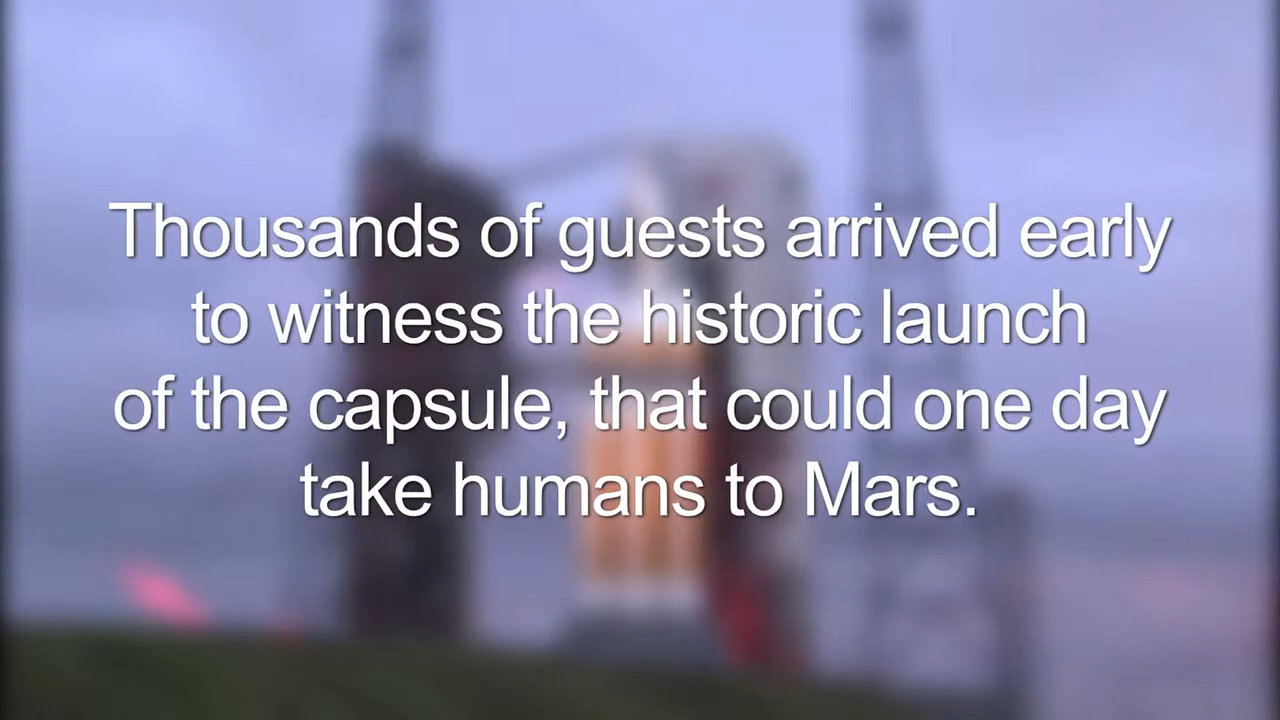 Thousands of guests arrived early
to witness the historic launch
of the capsule, that could one day
take humans to Mars.